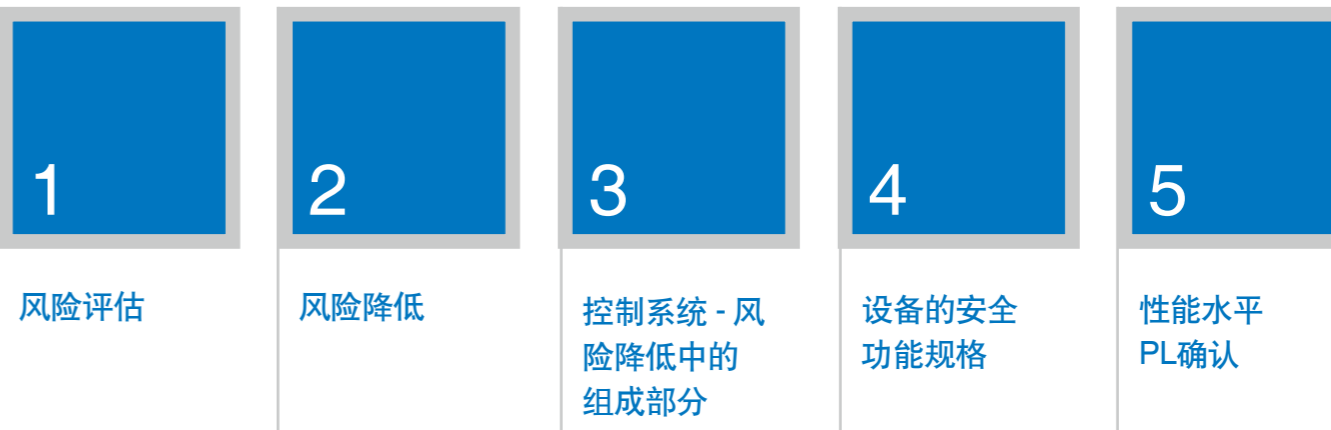 1
风险评估
2
风险降低
3
控制系统 - 风
险降低中的
组成部分
4
设备的安全
功能规格
5
性能水平
PL确认